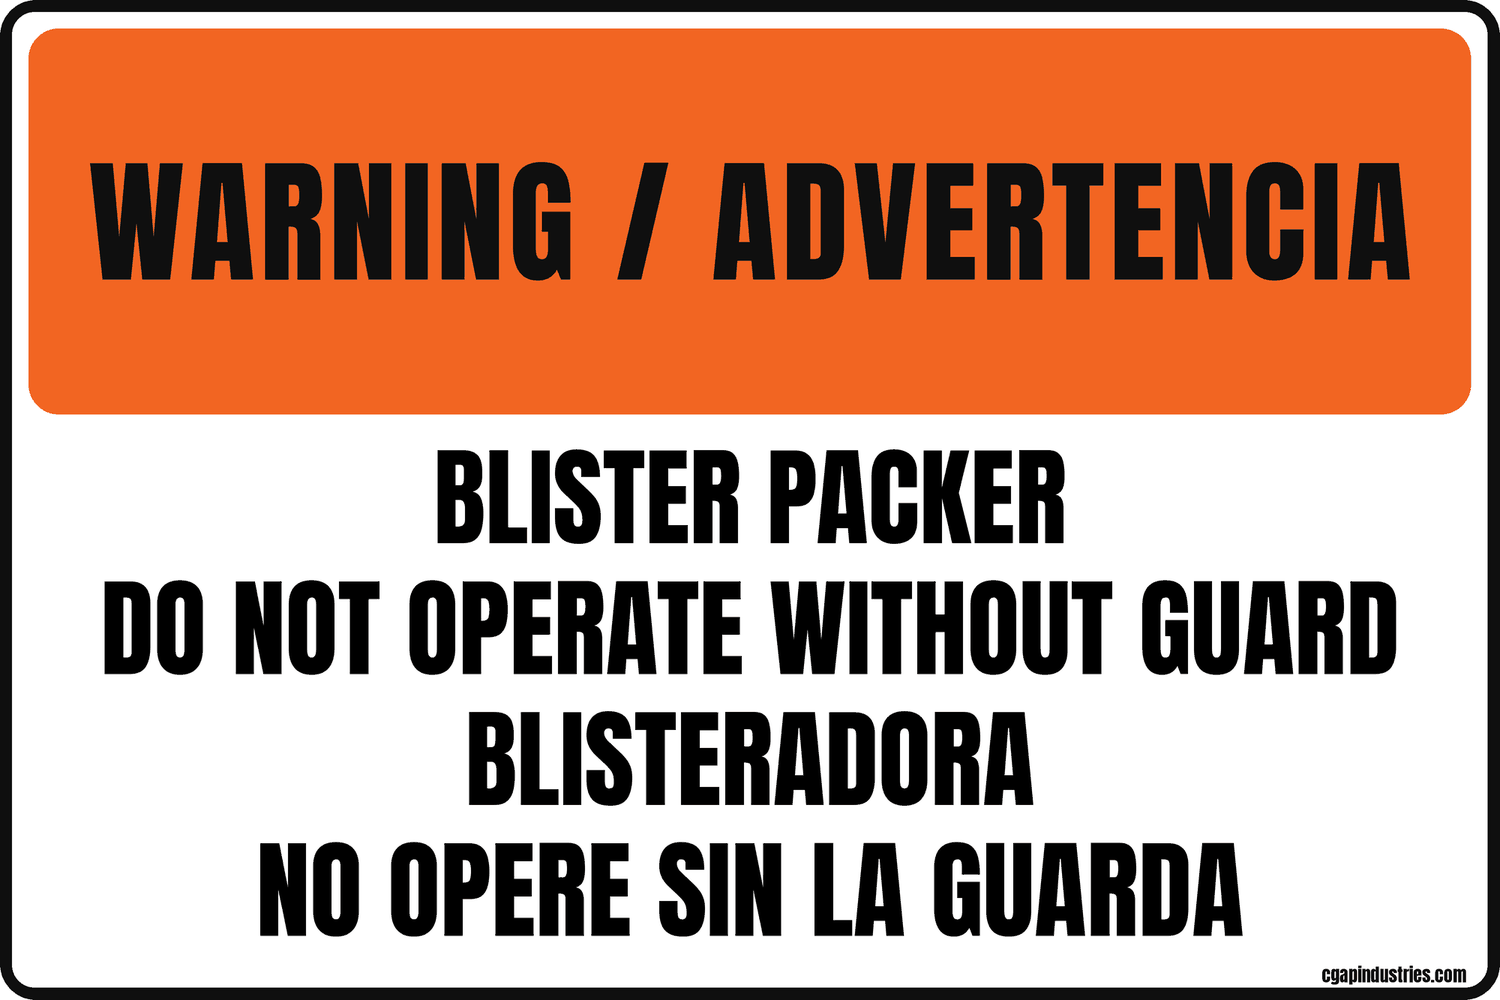 WARNING / ADVERTENCIA
BLISTER PACKER
DO NOT OPERATE WITHOUT GUARD
BLISTERADORA
NO OPERE SIN LA GUARDA
cgapindustries.com